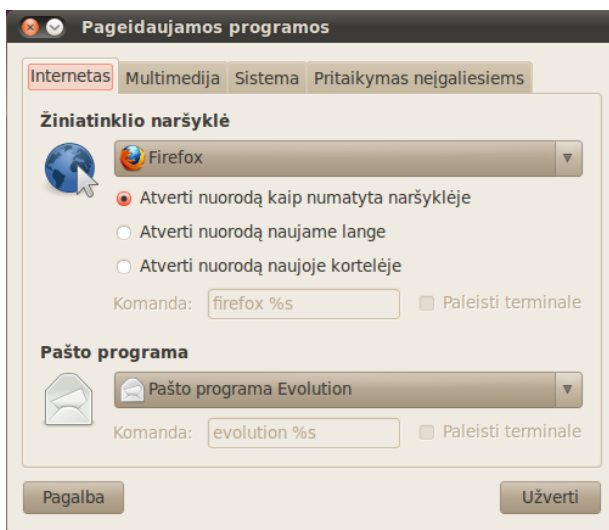 Pageidaujamos programos
Internetas Multimedija Sistema Pritaikymas neįgaliesiems
Žiniatinklio naršyklė
Firefox
Atverti nuorodą kaip numatyta naršyklėje
Atverti nuorodą naujame lange
Atverti nuorodą naujoje kortelėje
Komanda: firefox %s Paleisti terminale
Pašto programa
Pašto programa Evolution
Komanda: evolution %s Paleisti terminale
Pagalba Užverti